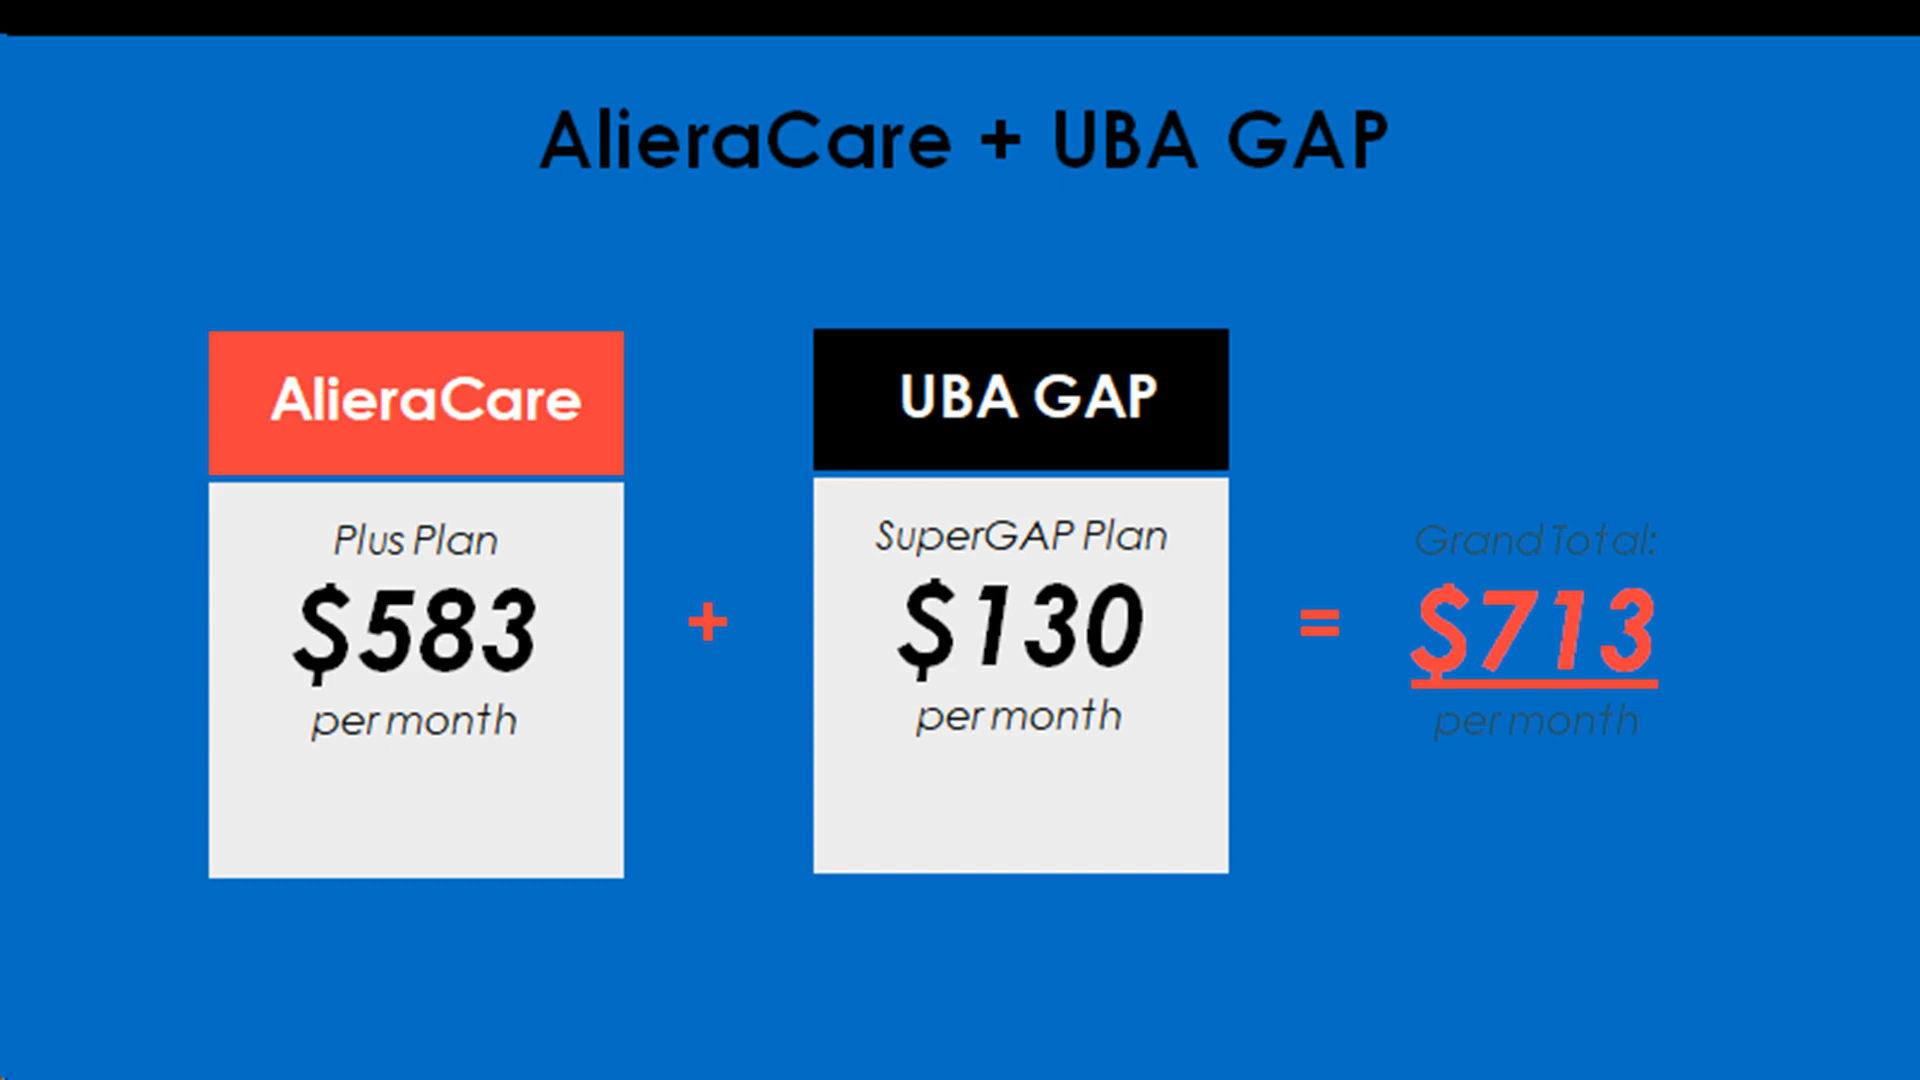 AlieraCare + UBA GAP
AlieraCare
Plus Plan
$583
per month
+
UBA GAP
SuperGAP Plan
$130
per month
=
Grand Total:
$713
per month